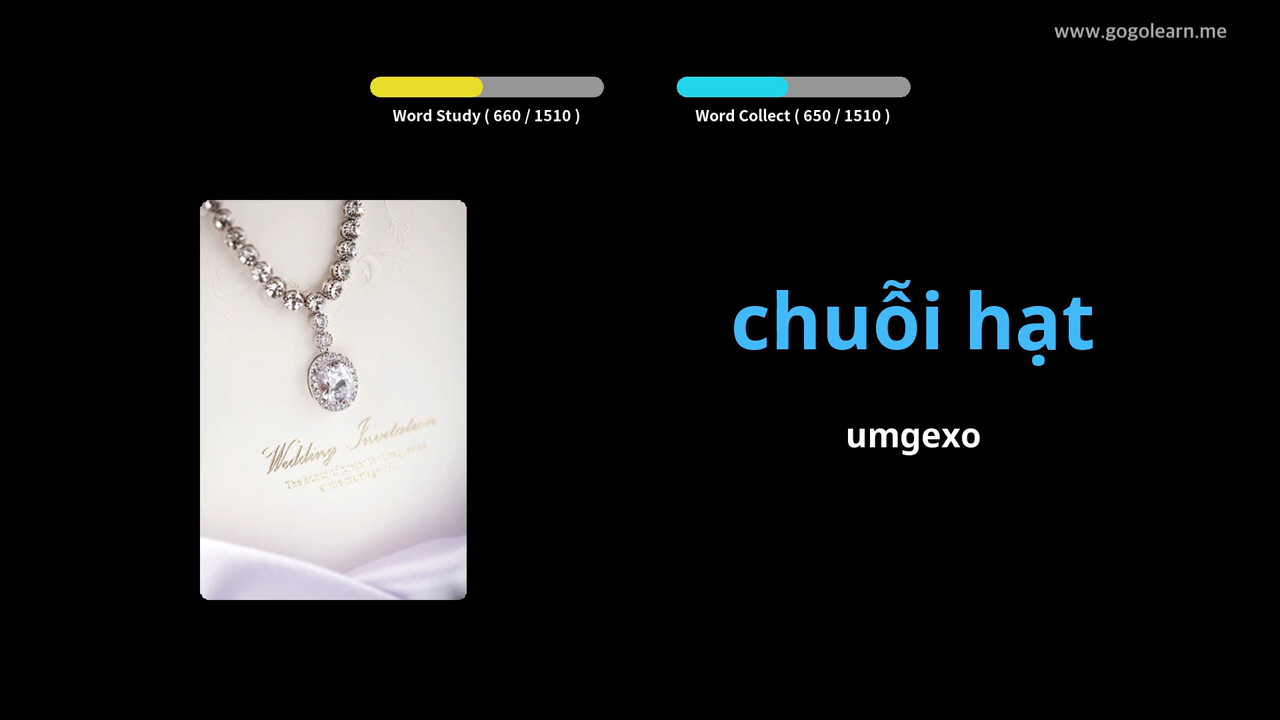 www.gogolearn.me
Word Study ( 660 / 1510 )
Word Collect ( 650 / 1510 )
chuỗi hạt
umgexo
Wedding Invitation